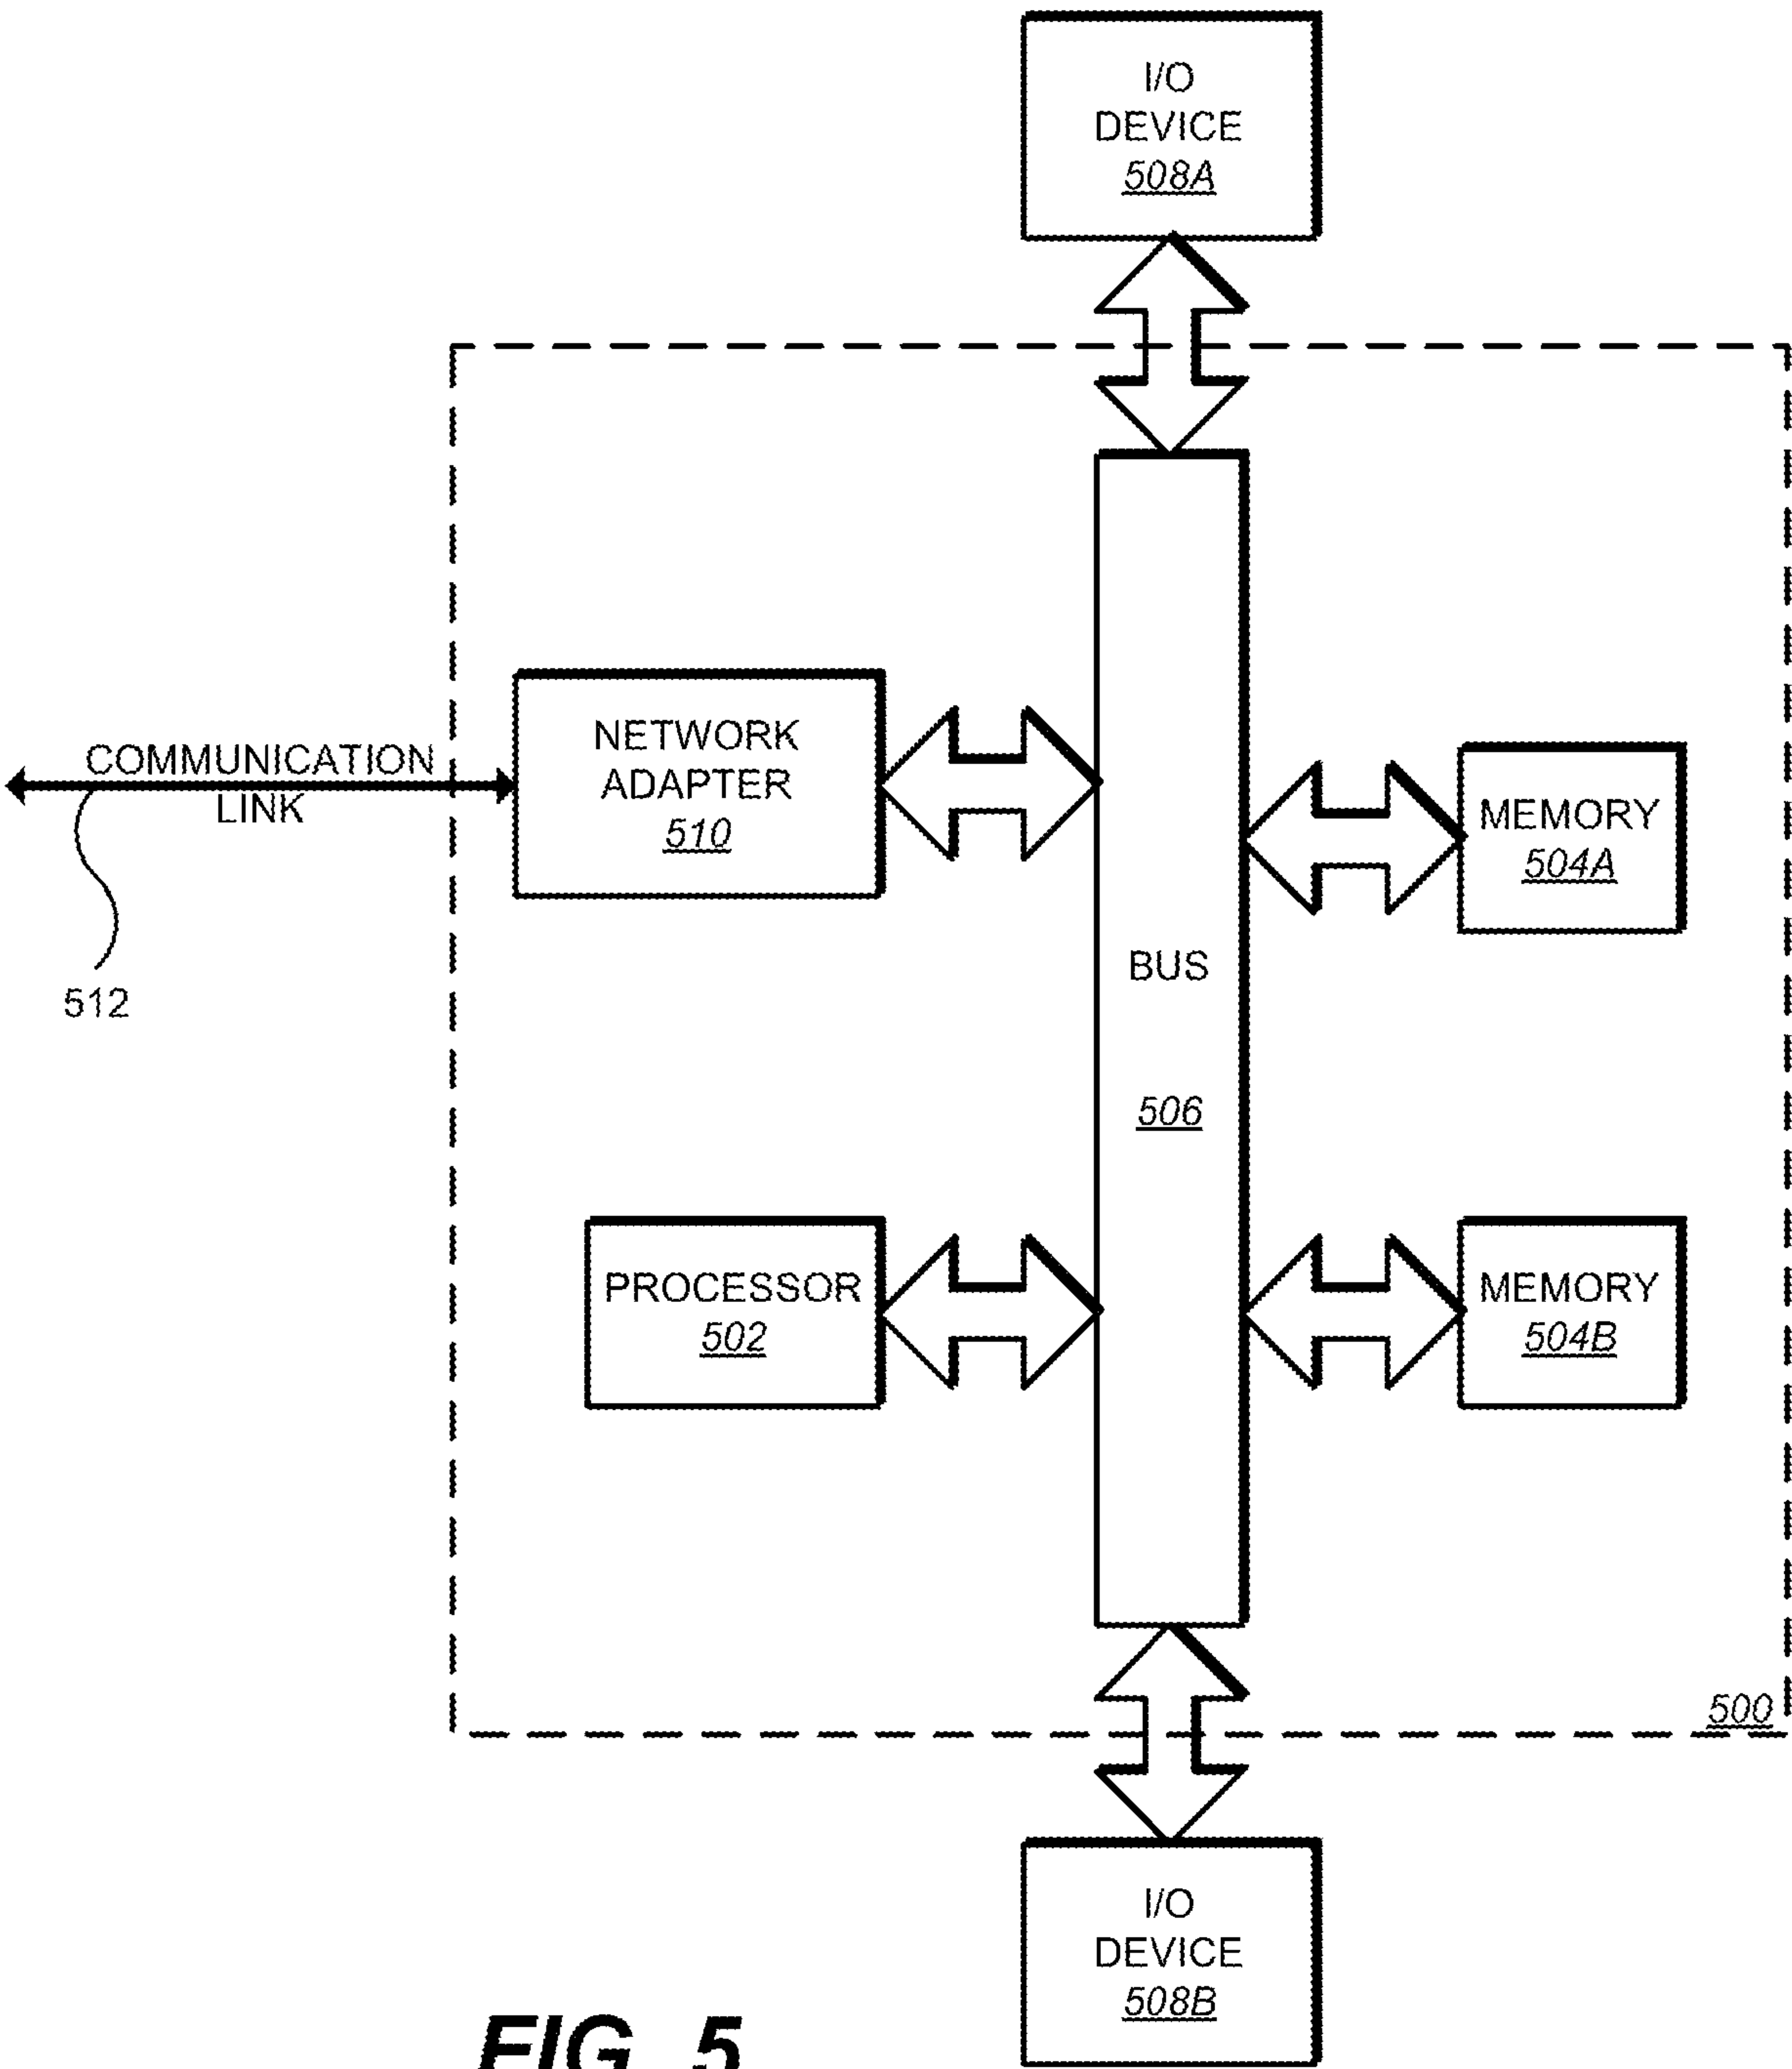 I/O
DEVICE
508A
COMMUNICATION
LINK
512
NETWORK
ADAPTER
510
MEMORY
504A
BUS
506
PROCESSOR
502
MEMORY
504B
500
I/O
DEVICE
508B
FIG. 5